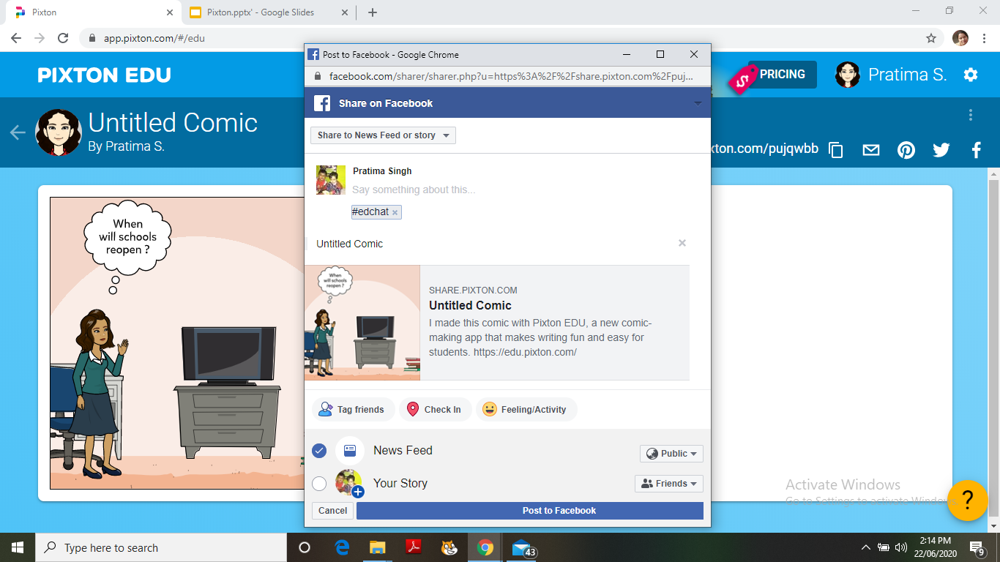 Pixton
Pixton.pptx' - Google Slides
app.pixton.com/#/edu
Post to Facebook - Google Chrome
facebook.com/sharer/sharer.php?u=https%3A%2F%2Fshare.pixton.com%2Fpuj...
PIXTON EDU
PRICING
Pratima S.
Share on Facebook
Untitled Comic
By Pratima S.
xton.com/pujqwbb
Share to News Feed or story
Pratima Singh
Say something about this...
#edchat
Untitled Comic
When
will schools
reopen ?
When
will schools
reopen ?
SHARE.PIXTON.COM
Untitled Comic
I made this comic with Pixton EDU, a new comic-
making app that makes writing fun and easy for
students. https://edu.pixton.com/
Tag friends
Check In
Feeling/Activity
News Feed
Public
Your Story
Friends
Cancel
Post to Facebook
Activate Windows
Go to Settings to activate Windows.
?
Type here to search
43
2:14 PM
22/06/2020
9